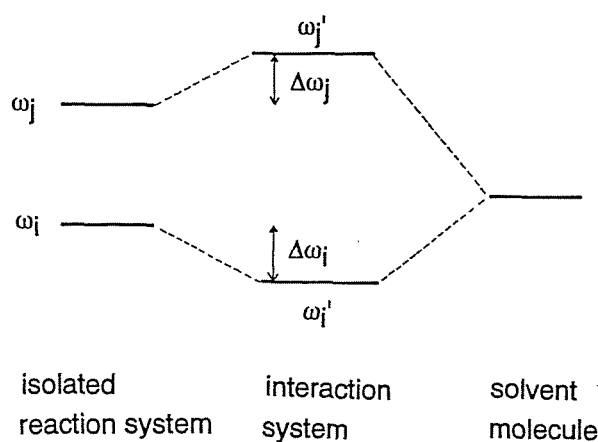 ωj'
Δωj
ωj
ωi
Δωi
ωi'
isolated
reaction system
interaction
system
solvent
molecule